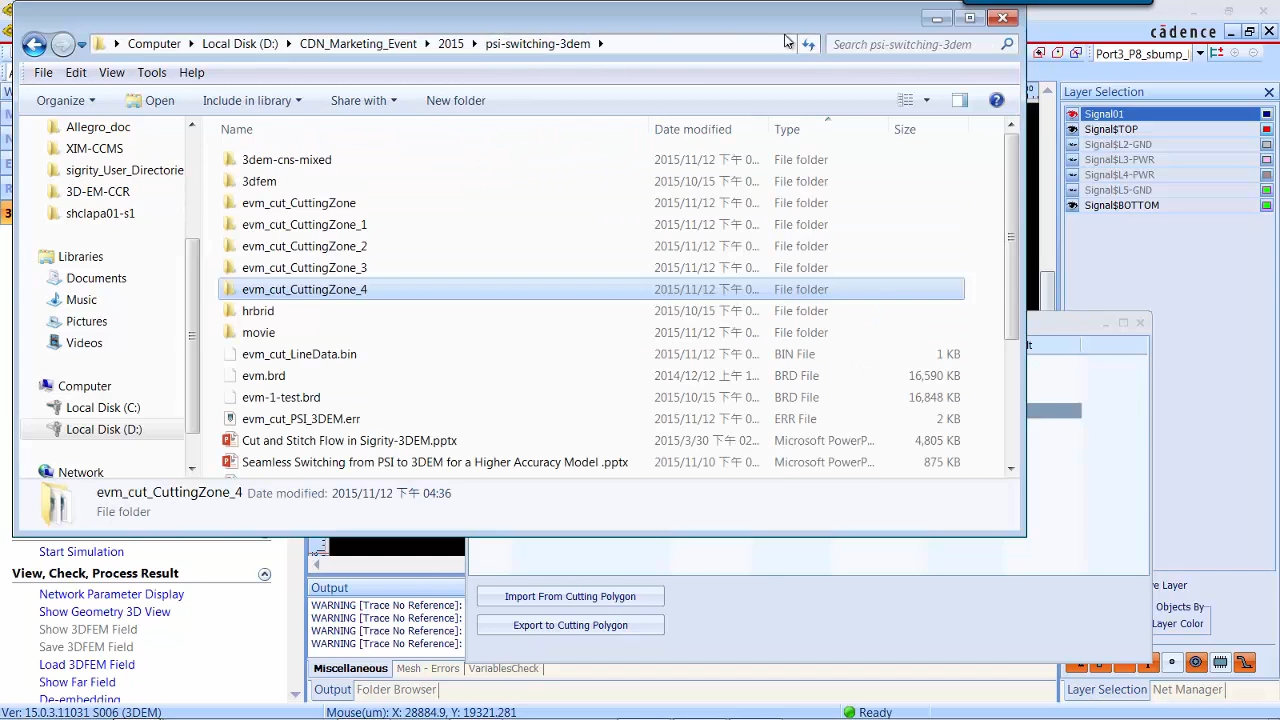 cādence
Computer Local Disk (D:) CDN_Marketing_Event 2015 psi-switching-3dem
Search psi-switching-3dem
Port3_P8_sbump_
File Edit View Tools Help
Organize Open Include in library Share with New folder
Layer Selection
Signal01
Signal$TOP
Signal$L2-GND
Signal$L3-PWR
Signal$L4-PWR
Signal$L5-GND
Signal$BOTTOM
Allegro_doc
XIM-CCMS
sigrity_User_Directorie
3D-EM-CCR
shclapa01-s1
Libraries
Documents
Music
Pictures
Videos
Computer
Local Disk (C:)
Local Disk (D:)
Network
Name Date modified Type Size
3dem-cns-mixed 2015/11/12 下午 0... File folder
3dfem 2015/10/15 下午 0... File folder
evm_cut_CuttingZone 2015/11/12 下午 0... File folder
evm_cut_CuttingZone_1 2015/11/12 下午 0... File folder
evm_cut_CuttingZone_2 2015/11/12 下午 0... File folder
evm_cut_CuttingZone_3 2015/11/12 下午 0... File folder
evm_cut_CuttingZone_4 2015/11/12 下午 0... File folder
hrbrid 2015/10/15 下午 0... File folder
movie 2015/11/12 下午 0... File folder
evm_cut_LineData.bin 2015/11/12 下午 0... BIN File 1 KB
evm.brd 2014/12/12 上午 1... BRD File 16,590 KB
evm-1-test.brd 2015/10/15 下午 0... BRD File 16,848 KB
evm_cut_PSI_3DEM.err 2015/11/12 下午 0... ERR File 2 KB
Cut and Stitch Flow in Sigrity-3DEM.pptx 2015/3/30 下午 02... Microsoft PowerP... 4,805 KB
Seamless Switching from PSI to 3DEM for a Higher Accuracy Model .pptx 2015/11/10 下午 0... Microsoft PowerP... 875 KB
evm_cut_CuttingZone_4 Date modified: 2015/11/12 下午 04:36
File folder
Start Simulation
View, Check, Process Result
Network Parameter Display
Show Geometry 3D View
Show 3DFEM Field
Save 3DFEM Field
Load 3DFEM Field
Show Far Field
De-embedding
Output
WARNING [Trace No Reference]:
WARNING [Trace No Reference]:
WARNING [Trace No Reference]:
WARNING [Trace No Reference]:
Miscellaneous Mesh - Errors VariablesCheck
Output Folder Browser
Import From Cutting Polygon
Export to Cutting Polygon
Layer
Objects By
Layer Color
Layer Selection Net Manager
Ver: 15.0.3.11031 S006 (3DEM) Mouse(um): X: 28884.9, Y: 19321.281 Ready